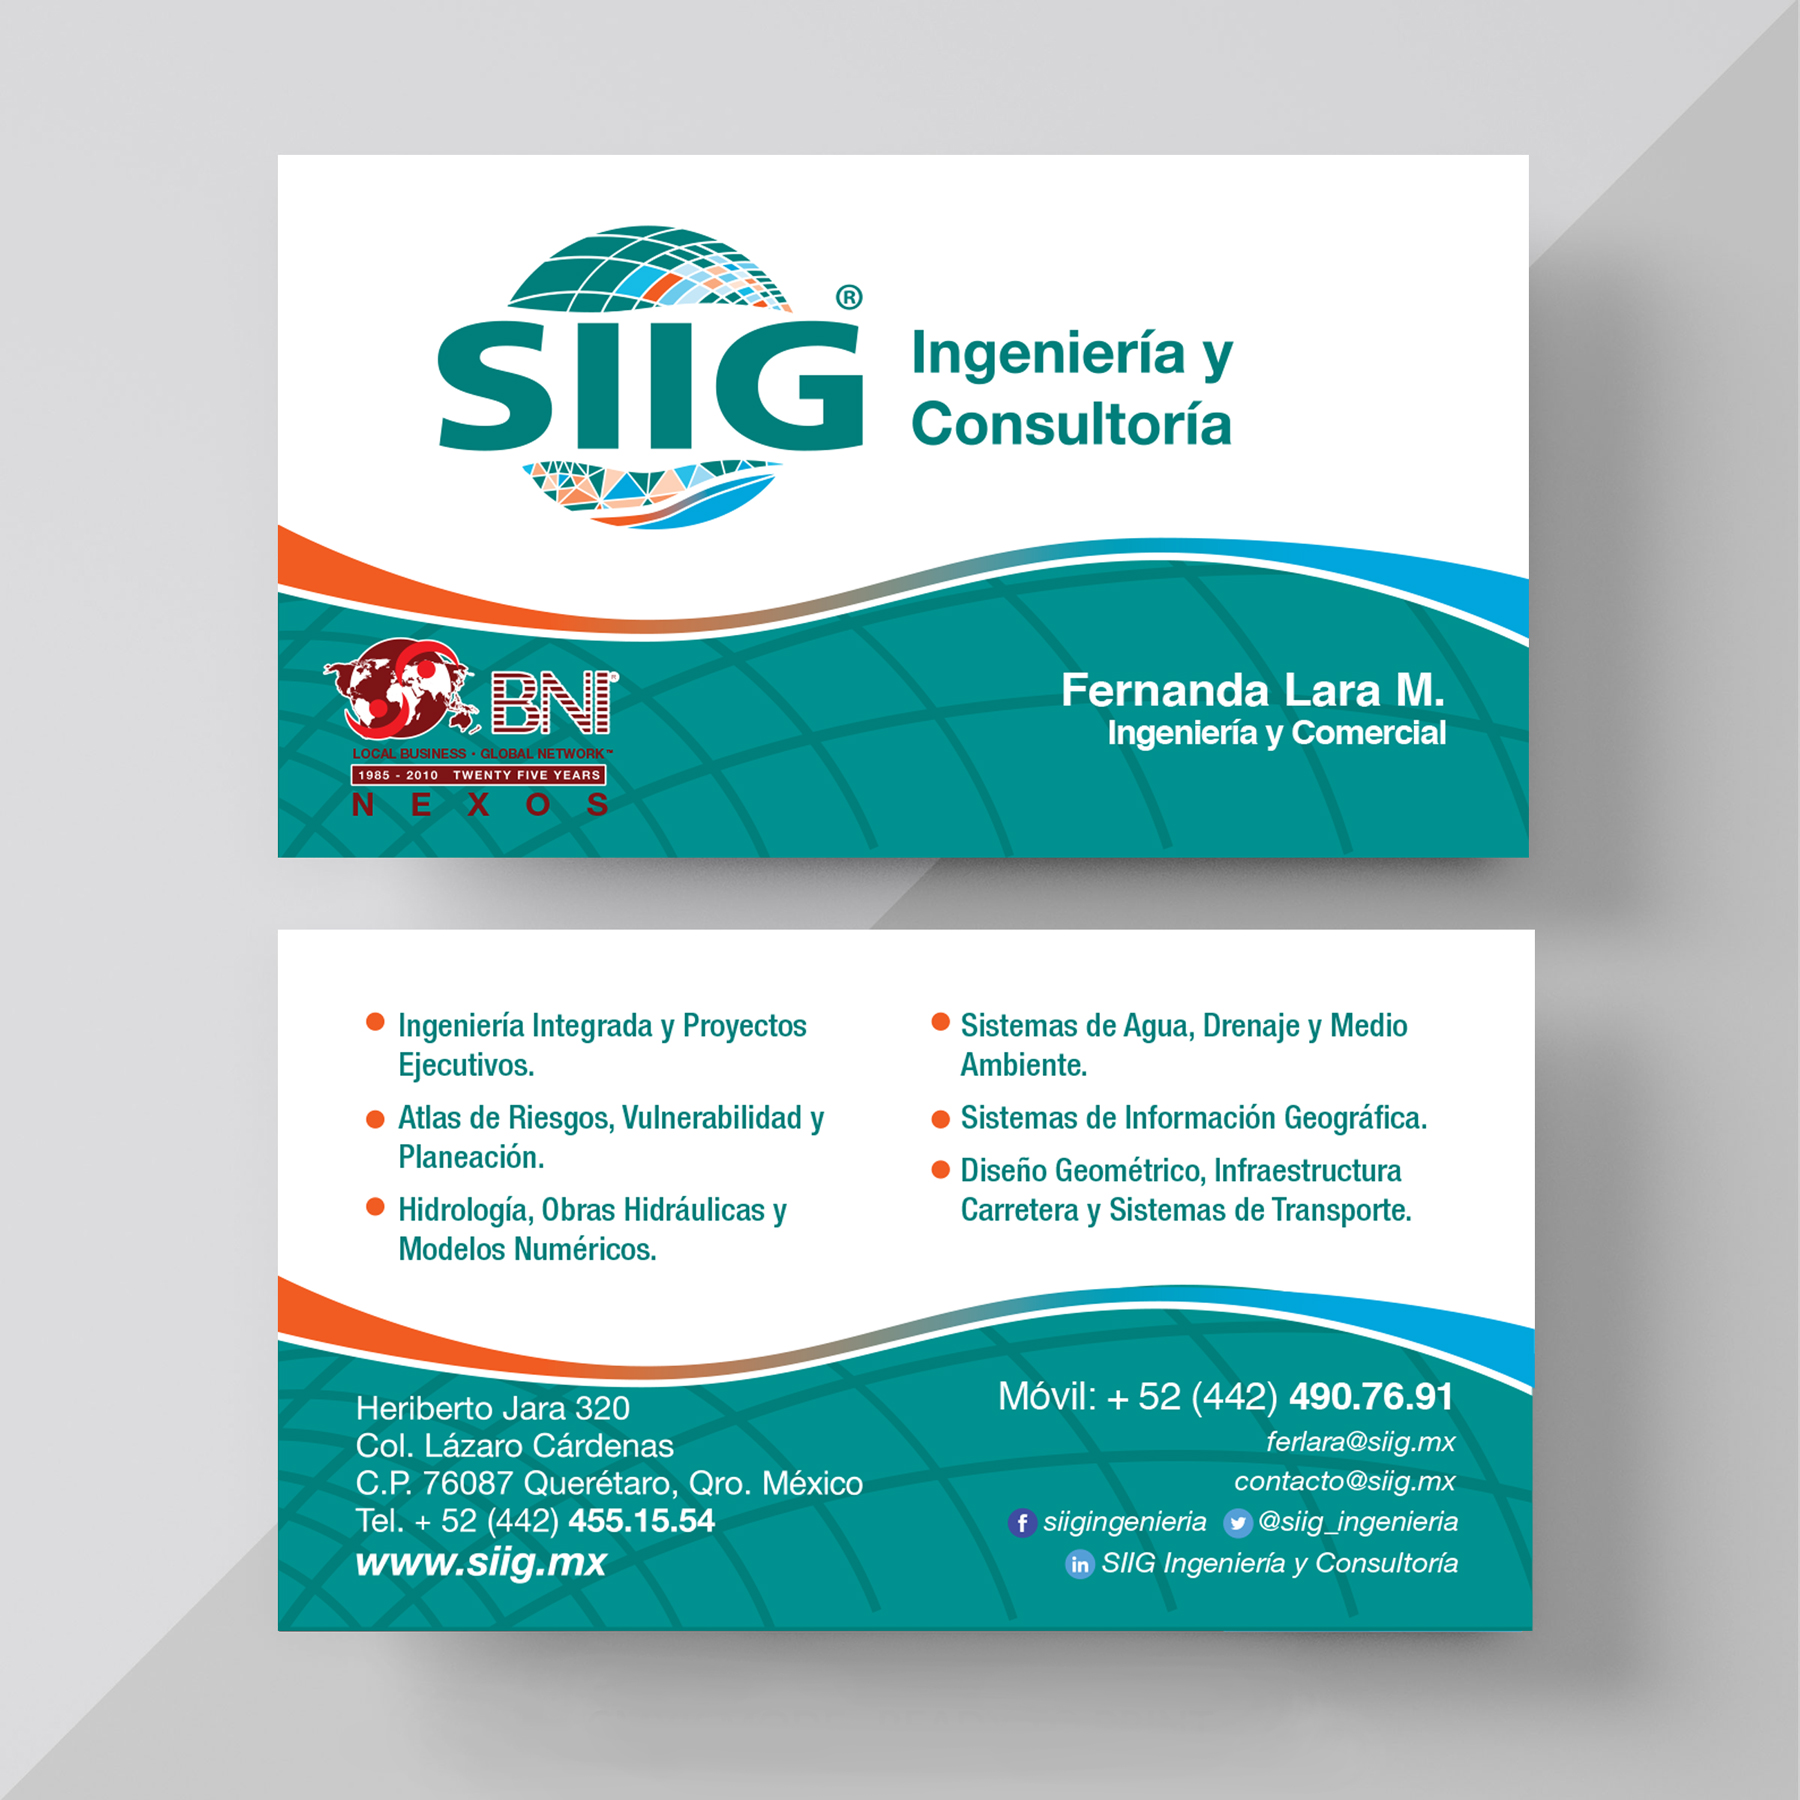 SIIG®
Ingeniería y
Consultoría
BNI®
LOCAL BUSINESS • GLOBAL NETWORK™
1985 - 2010 TWENTY FIVE YEARS
NEXOS
Fernanda Lara M.
Ingeniería y Comercial
Ingeniería Integrada y Proyectos
Ejecutivos.
Atlas de Riesgos, Vulnerabilidad y
Planeación.
Hidrología, Obras Hidráulicas y
Modelos Numéricos.
Sistemas de Agua, Drenaje y Medio
Ambiente.
Sistemas de Información Geográfica.
Diseño Geométrico, Infraestructura
Carretera y Sistemas de Transporte.
Heriberto Jara 320
Col. Lázaro Cárdenas
C.P. 76087 Querétaro, Qro. México
Tel. + 52 (442) 455.15.54
www.siig.mx
Móvil: + 52 (442) 490.76.91
ferlara@siig.mx
contacto@siig.mx
f siigingenieria @siig_ingenieria
in SIIG Ingeniería y Consultoría